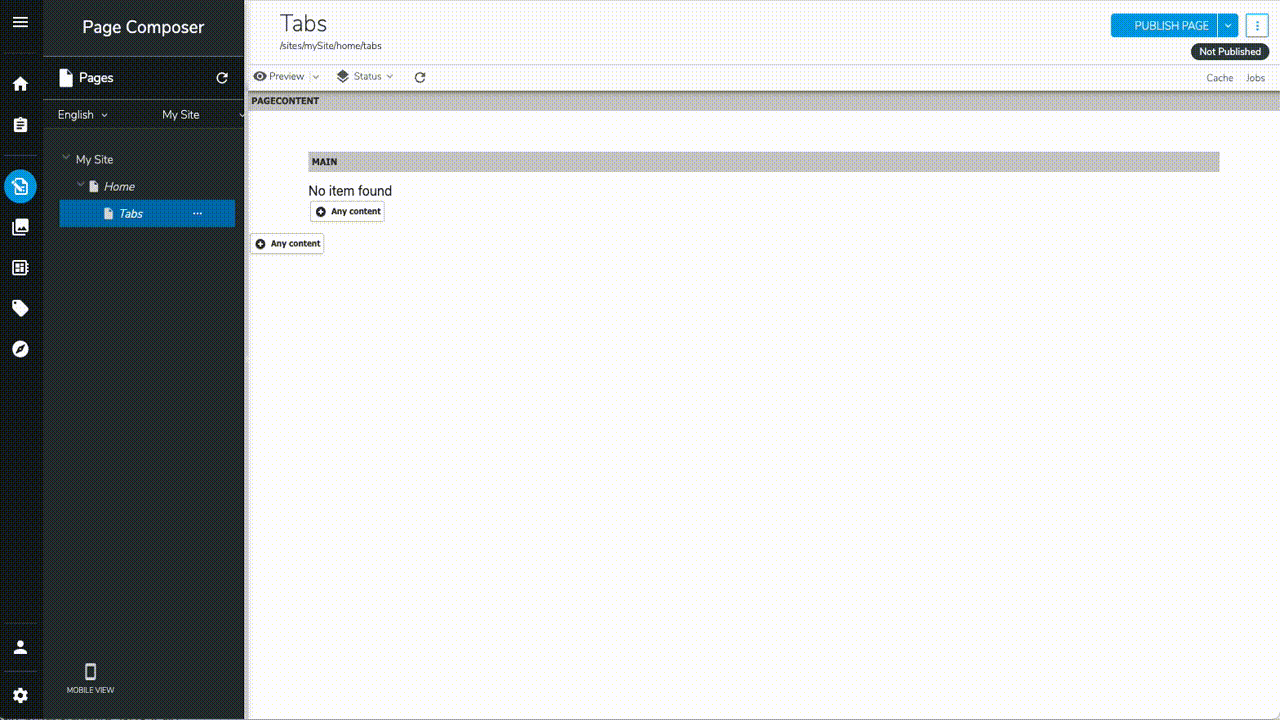 Page Composer
Pages
English
My Site
My Site
Home
Tabs
MOBILE VIEW
Tabs
/sites/mySite/home/tabs
PUBLISH PAGE
Not Published
Preview
Status
Cache
Jobs
PAGECONTENT
MAIN
No item found
Any content
Any content